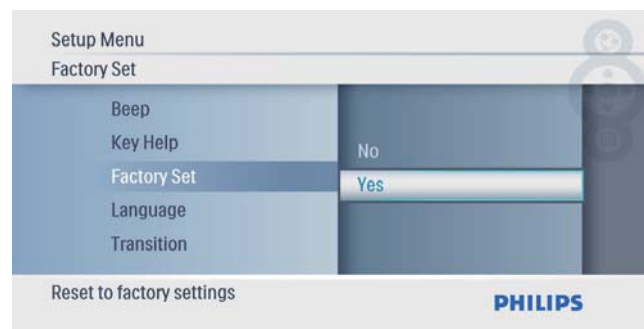 Setup Menu
Factory Set
Beep
Key Help
Factory Set
Language
Transition
No
Yes
Reset to factory settings
PHILIPS